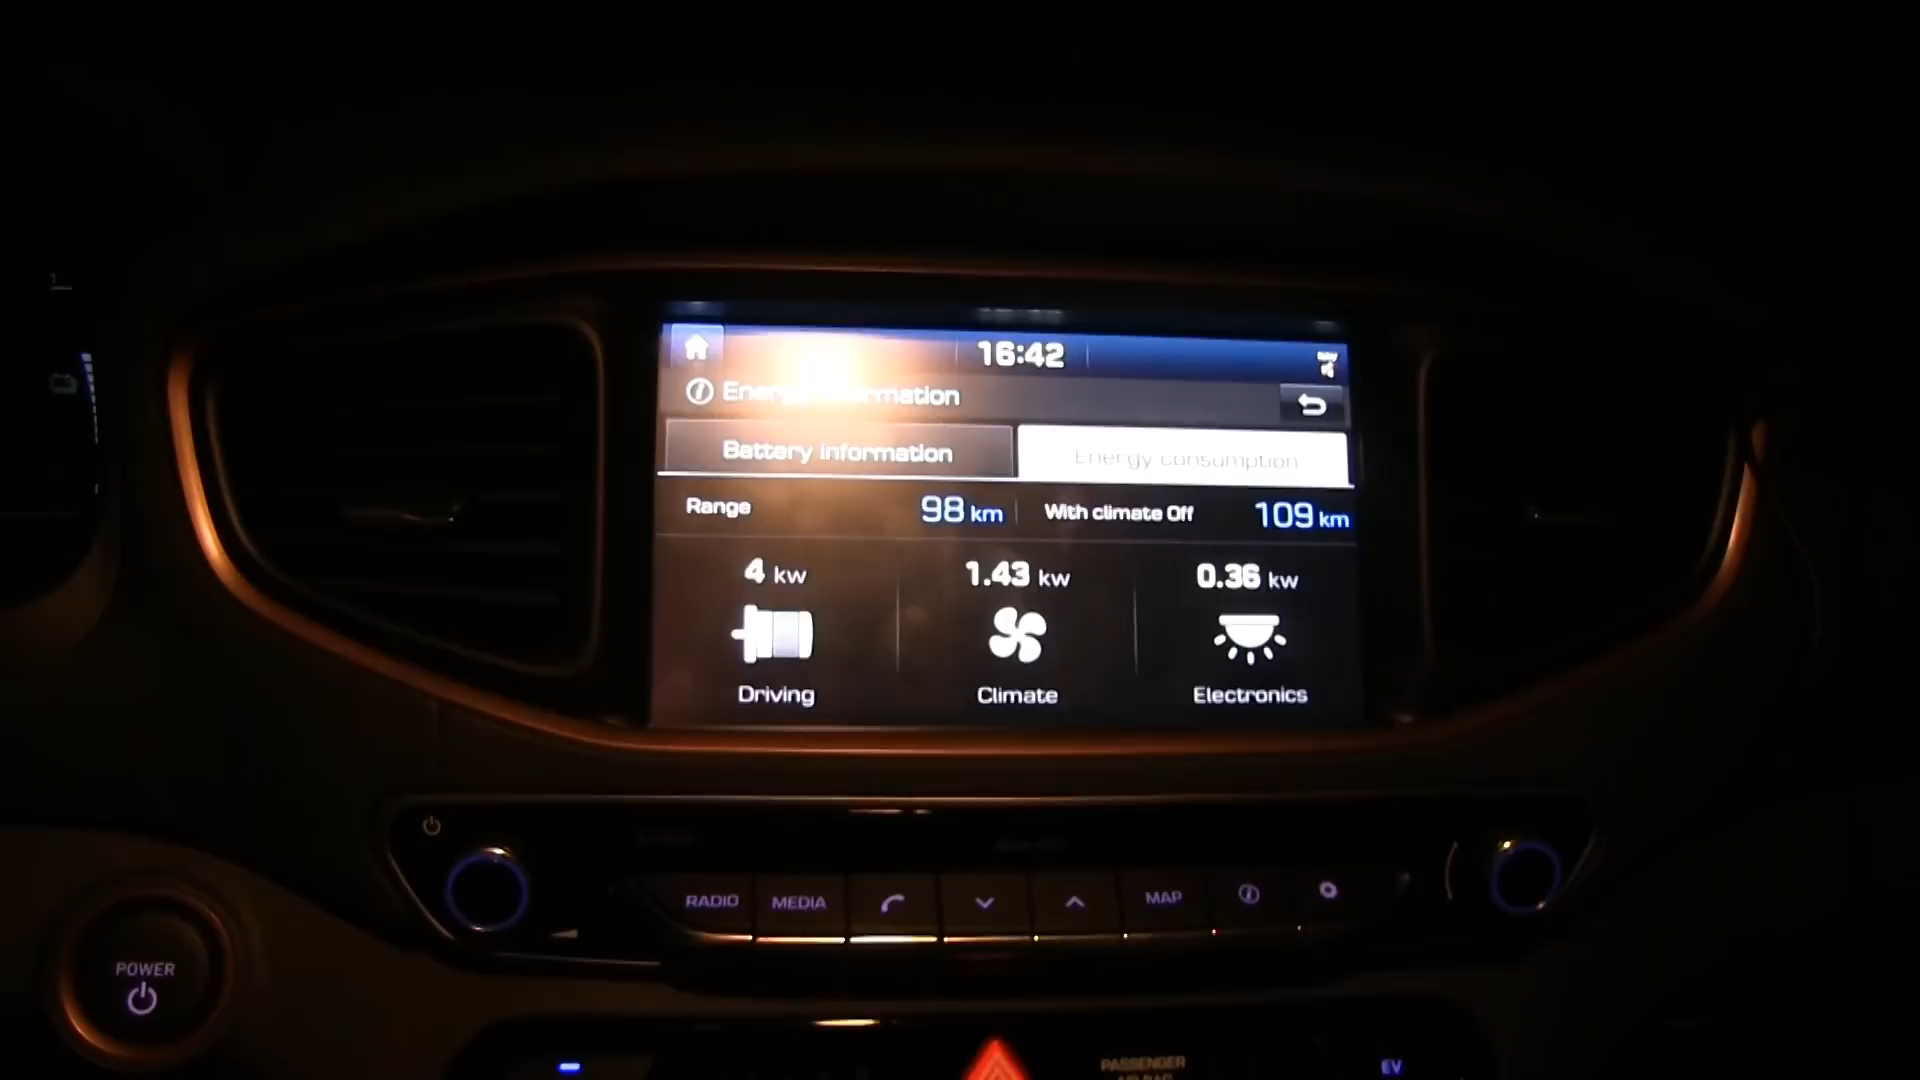 16:42
Energy information
Battery information
Energy consumption
Range 98 km With climate Off 109 km
4 kw 1.43 kw 0.36 kw
Driving Climate Electronics
RADIO MEDIA MAP
POWER
PASSENGER
EV